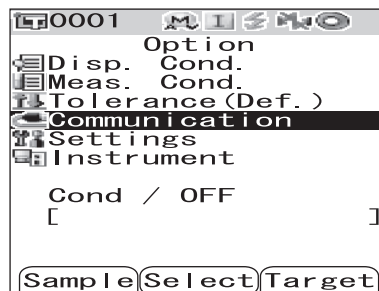 0001 M I
Option
Disp. Cond.
Meas. Cond.
Tolerance(Def.)
Communication
Settings
Instrument
Cond / OFF
[ ]
Sample Select Target